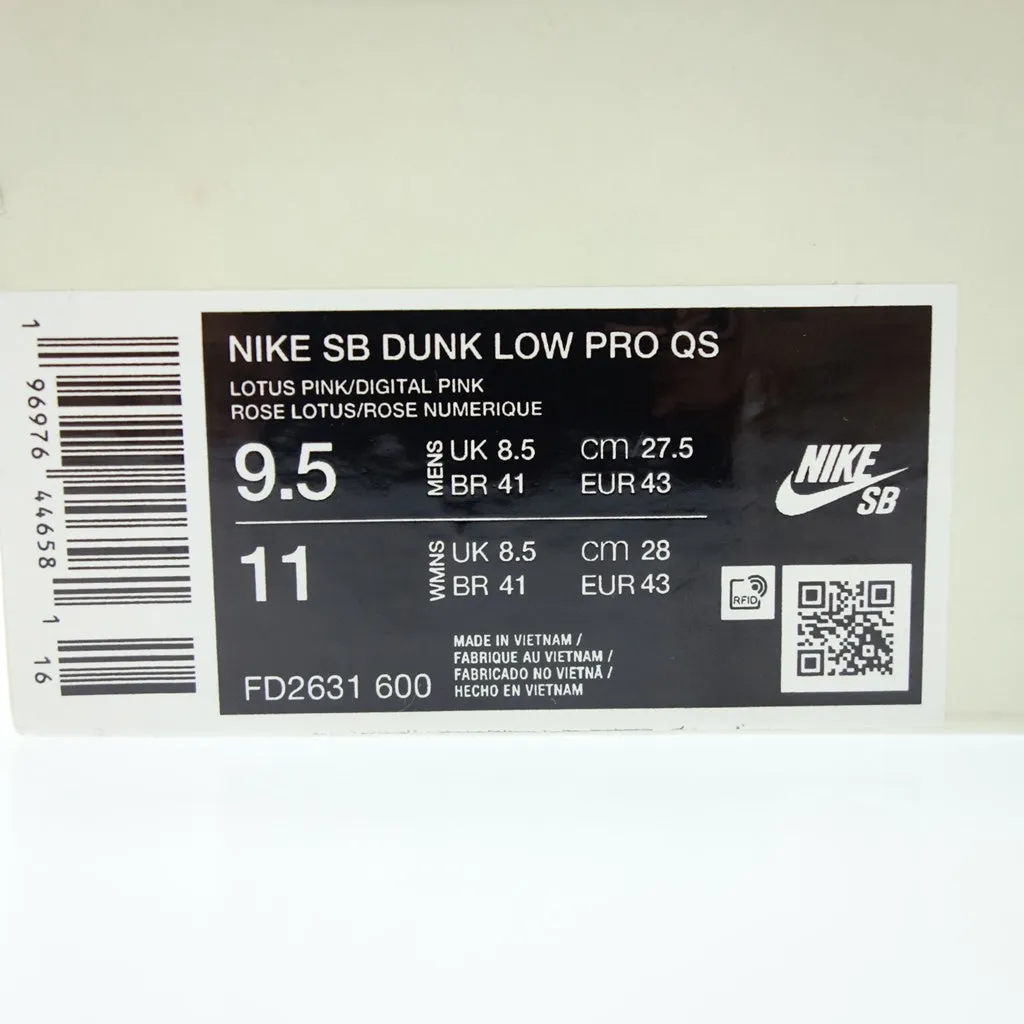 1 96976 44658 1 16
NIKE SB DUNK LOW PRO QS
LOTUS PINK/DIGITAL PINK
ROSE LOTUS/ROSE NUMERIQUE
9.5 MENS UK 8.5 cm 27.5
BR 41 EUR 43
11 WMNS UK 8.5 cm 28
BR 41 EUR 43
NIKE
SB
RFID
MADE IN VIETNAM /
FABRIQUE AU VIETNAM /
FABRICADO NO VIETNÃ /
HECHO EN VIETNAM
FD2631 600